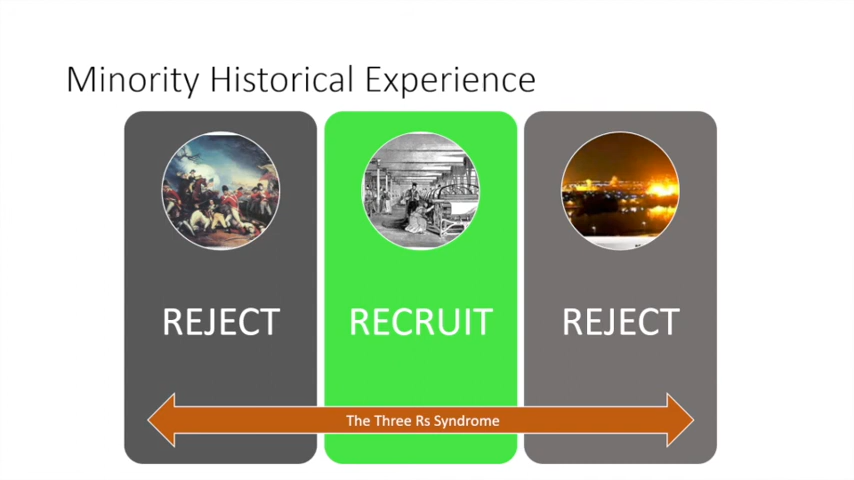 Minority Historical Experience
REJECT
RECRUIT
REJECT
The Three Rs Syndrome